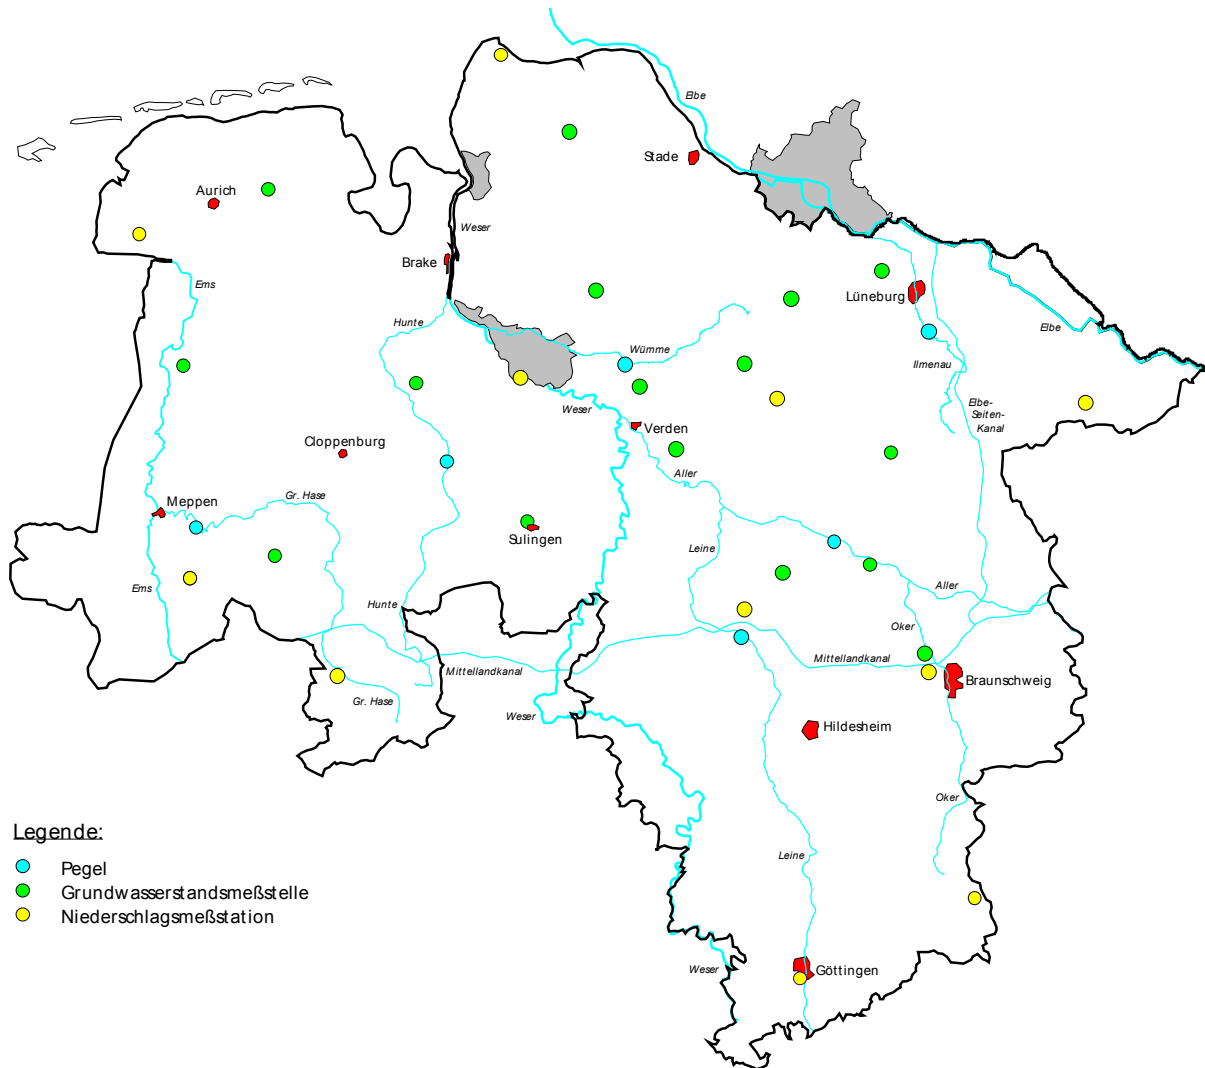 Elbe
Stade
Aurich
Weser
Brake
Ems
Lüneburg
Hunte
Elbe
Wümme
Ilmenau
Weser
Elbe-
Seiten-
Kanal
Verden
Cloppenburg
Aller
Gr. Hase
Meppen
Sulingen
Leine
Ems
Aller
Hunte
Oker
Mittellandkanal
Mittellandkanal
Braunschweig
Gr. Hase
Weser
Hildesheim
Oker
Legende:
Leine
Pegel
Grundwasserstandsmeßstelle
Niederschlagsmeßstation
Weser
Göttingen